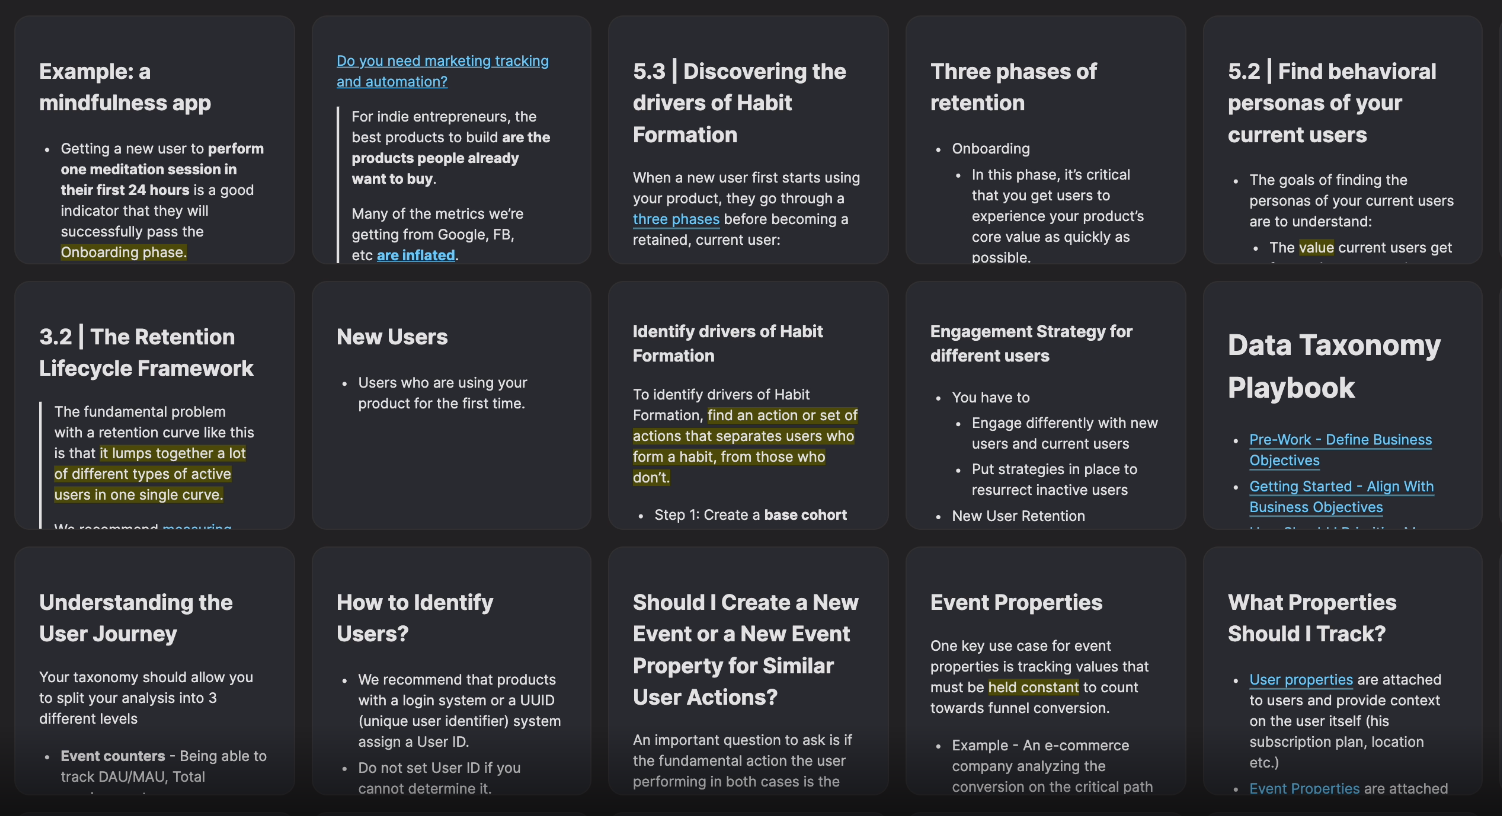 Example: a
mindfulness app
• Getting a new user to perform
one meditation session in
their first 24 hours is a good
indicator that they will
successfully pass the
Onboarding phase.
Do you need marketing tracking
and automation?
For indie entrepreneurs, the
best products to build are the
products people already
want to buy.
Many of the metrics we're
getting from Google, FB,
etc are inflated.
5.3 | Discovering the
drivers of Habit
Formation
When a new user first starts using
your product, they go through a
three phases before becoming a
retained, current user:
Three phases of
retention
• Onboarding
• In this phase, it's critical
that you get users to
experience your product's
core value as quickly as
possible.
5.2 | Find behavioral
personas of your
current users
• The goals of finding the
personas of your current users
are to understand:
• The value current users get
3.2 | The Retention
Lifecycle Framework
The fundamental problem
with a retention curve like this
is that it lumps together a lot
of different types of active
users in one single curve.
We recommend measuring
New Users
• Users who are using your
product for the first time.
Identify drivers of Habit
Formation
To identify drivers of Habit
Formation, find an action or set of
actions that separates users who
form a habit, from those who
don't.
• Step 1: Create a base cohort
Engagement Strategy for
different users
• You have to
• Engage differently with new
users and current users
• Put strategies in place to
resurrect inactive users
• New User Retention
Data Taxonomy
Playbook
• Pre-Work - Define Business
Objectives
• Getting Started - Align With
Business Objectives
Understanding the
User Journey
Your taxonomy should allow you
to split your analysis into 3
different levels
• Event counters - Being able to
track DAU/MAU, Total
How to Identify
Users?
• We recommend that products
with a login system or a UUID
(unique user identifier) system
assign a User ID.
• Do not set User ID if you
cannot determine it.
Should I Create a New
Event or a New Event
Property for Similar
User Actions?
An important question to ask is if
the fundamental action the user
performing in both cases is the
Event Properties
One key use case for event
properties is tracking values that
must be held constant to count
towards funnel conversion.
• Example - An e-commerce
company analyzing the
conversion on the critical path
What Properties
Should I Track?
• User properties are attached
to users and provide context
on the user itself (his
subscription plan, location
etc.)
• Event Properties are attached